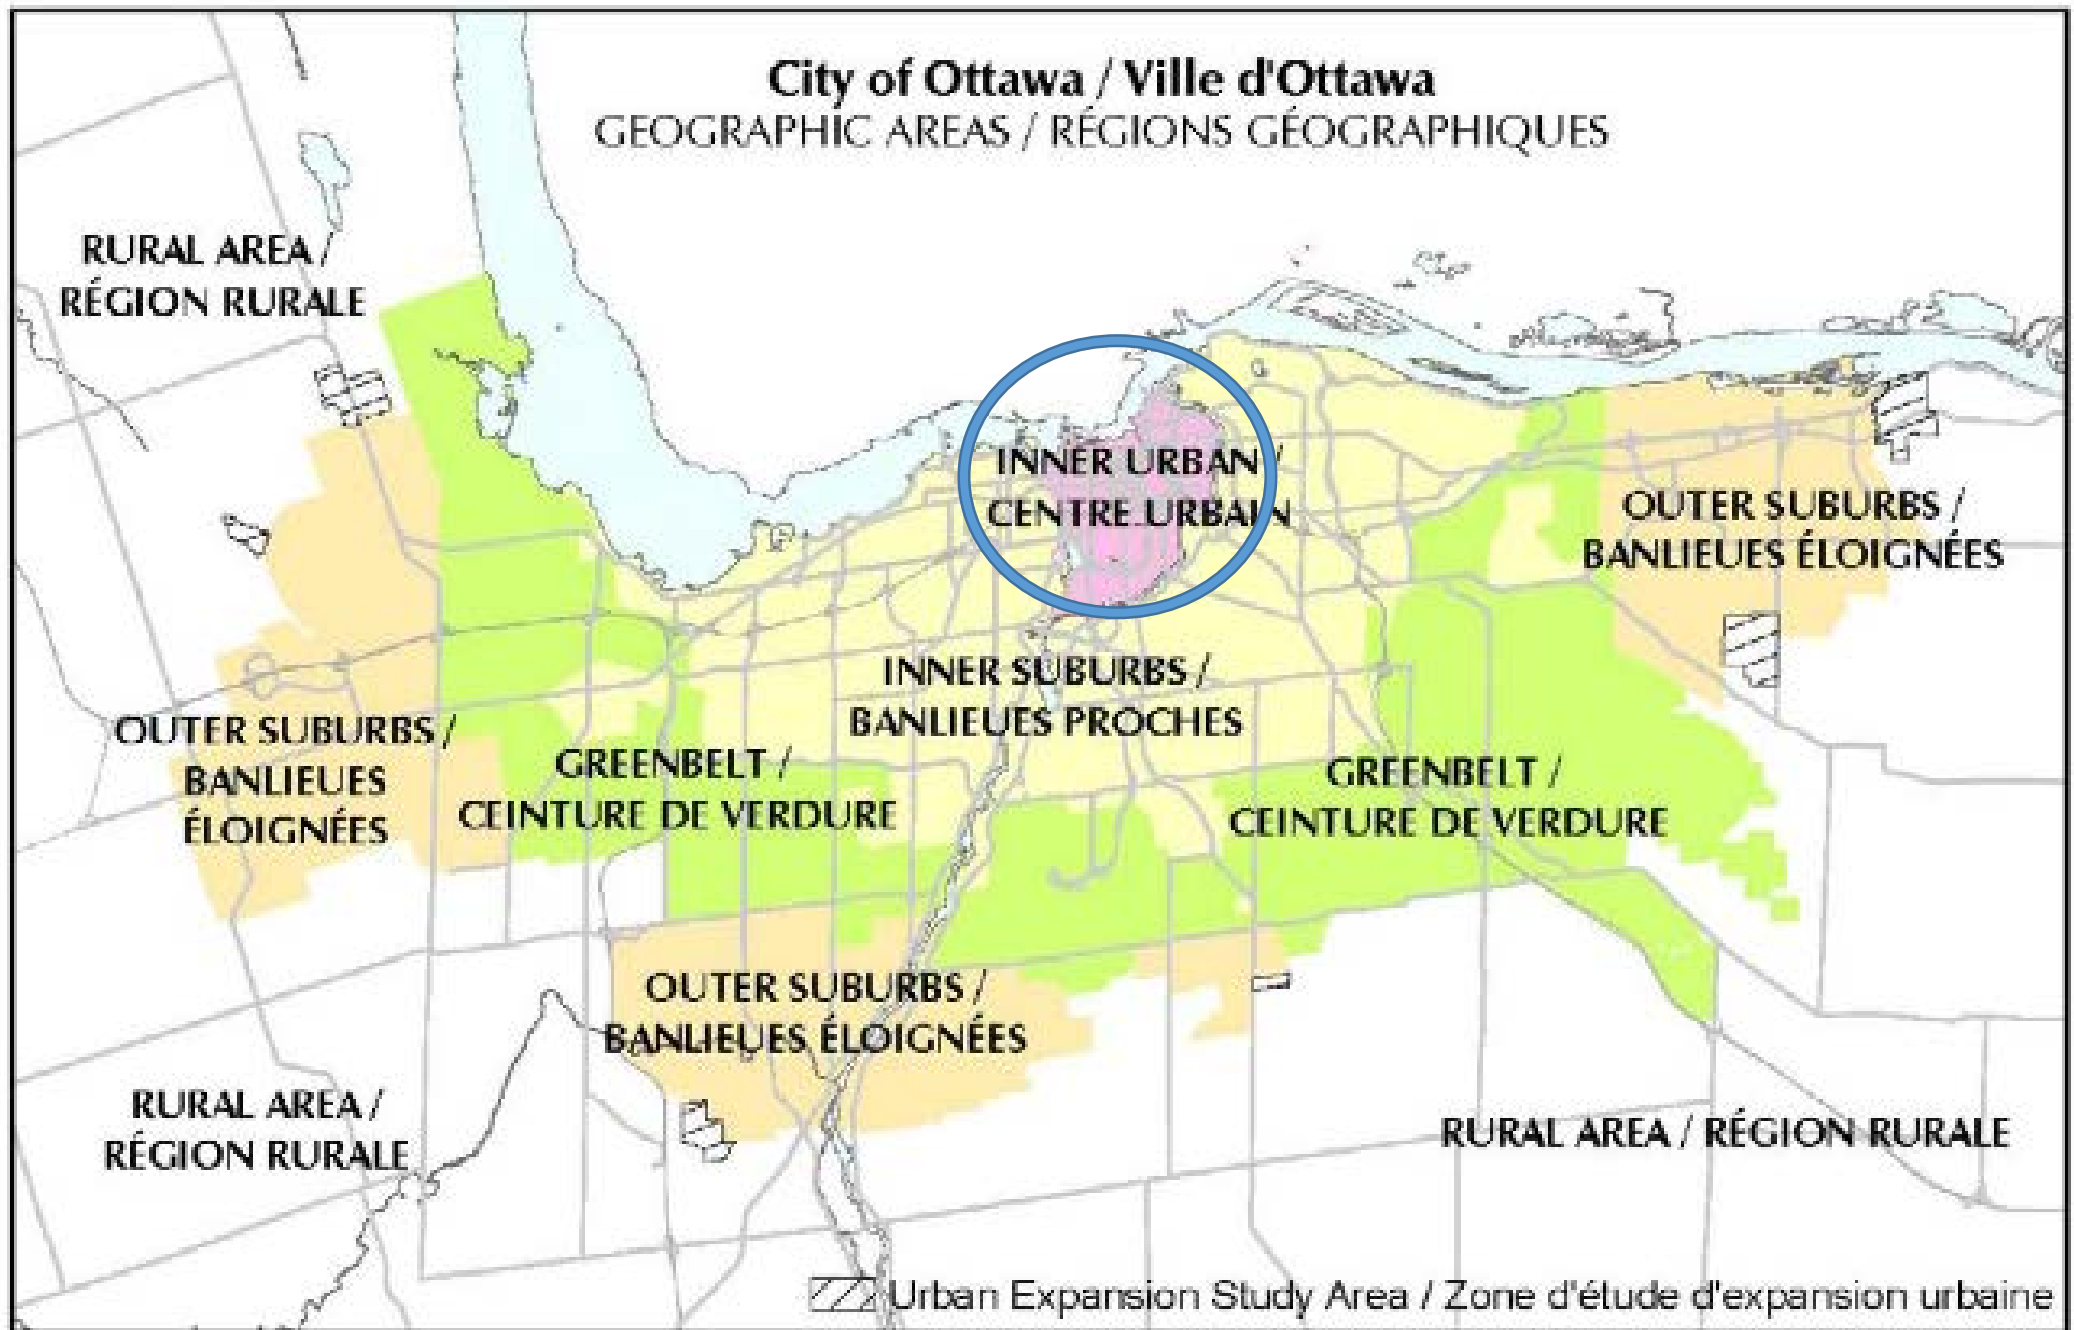 City of Ottawa / Ville d'Ottawa
GEOGRAPHIC AREAS / RÉGIONS GÉOGRAPHIQUES
RURAL AREA /
RÉGION RURALE
INNER URBAN /
CENTRE URBAIN
OUTER SUBURBS /
BANLIEUES ÉLOIGNÉES
INNER SUBURBS /
BANLIEUES PROCHES
OUTER SUBURBS /
BANLIEUES
ÉLOIGNÉES
GREENBELT /
CEINTURE DE VERDURE
GREENBELT /
CEINTURE DE VERDURE
OUTER SUBURBS /
BANLIEUES ÉLOIGNÉES
RURAL AREA /
RÉGION RURALE
RURAL AREA / RÉGION RURALE
Urban Expansion Study Area / Zone d'étude d'expansion urbaine